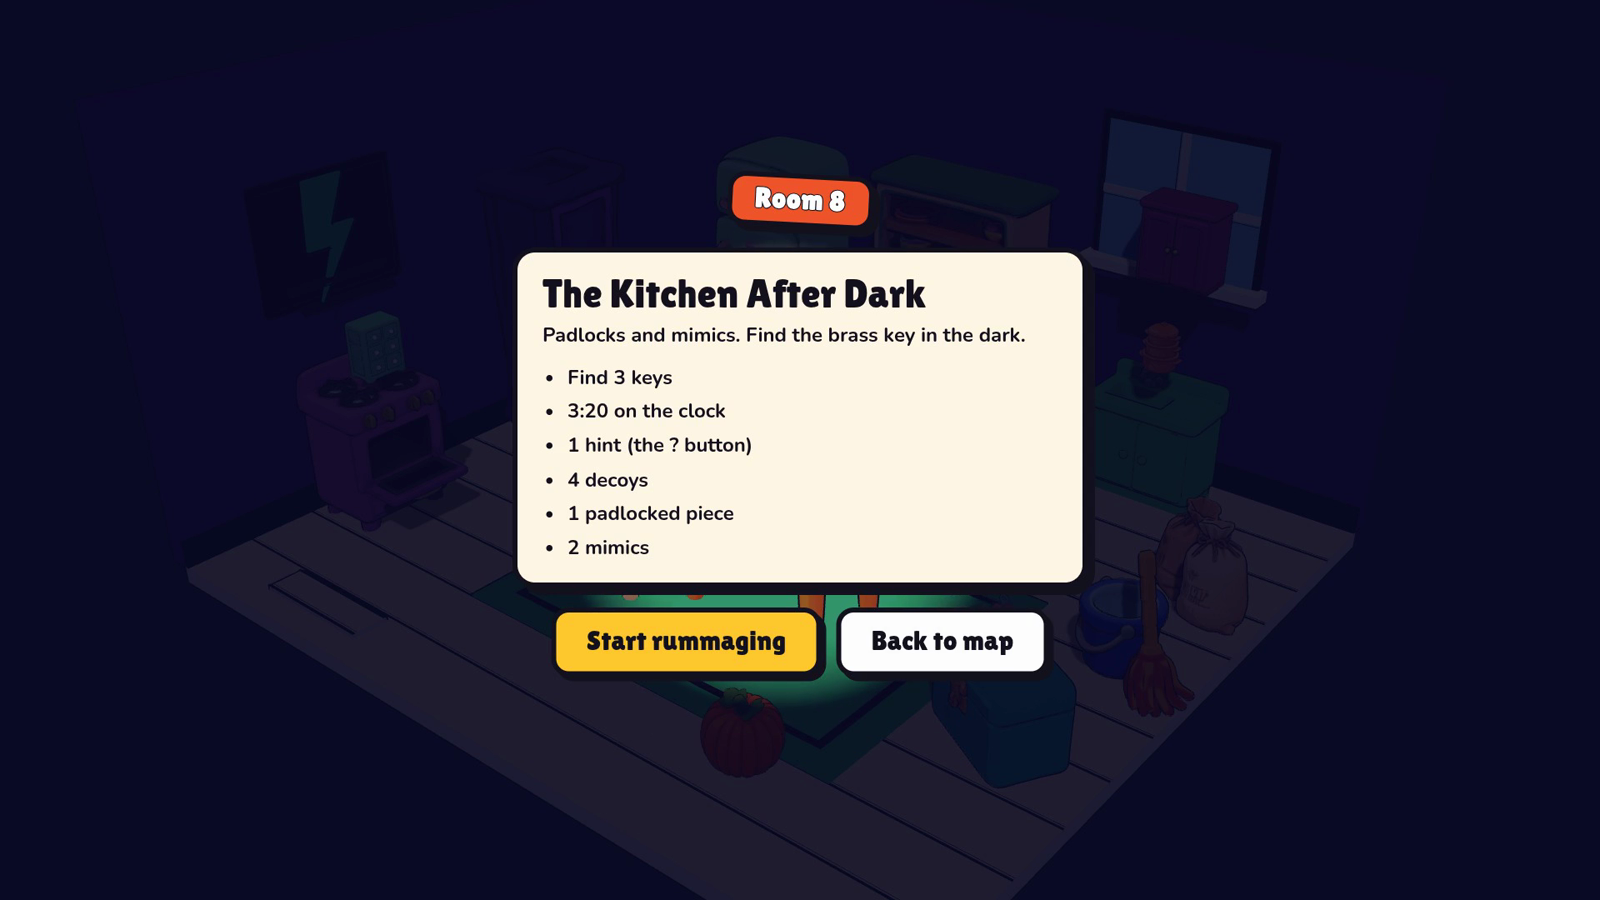 Room 8
The Kitchen After Dark
Padlocks and mimics. Find the brass key in the dark.
• Find 3 keys
• 3:20 on the clock
• 1 hint (the ? button)
• 4 decoys
• 1 padlocked piece
• 2 mimics
Start rummaging
Back to map